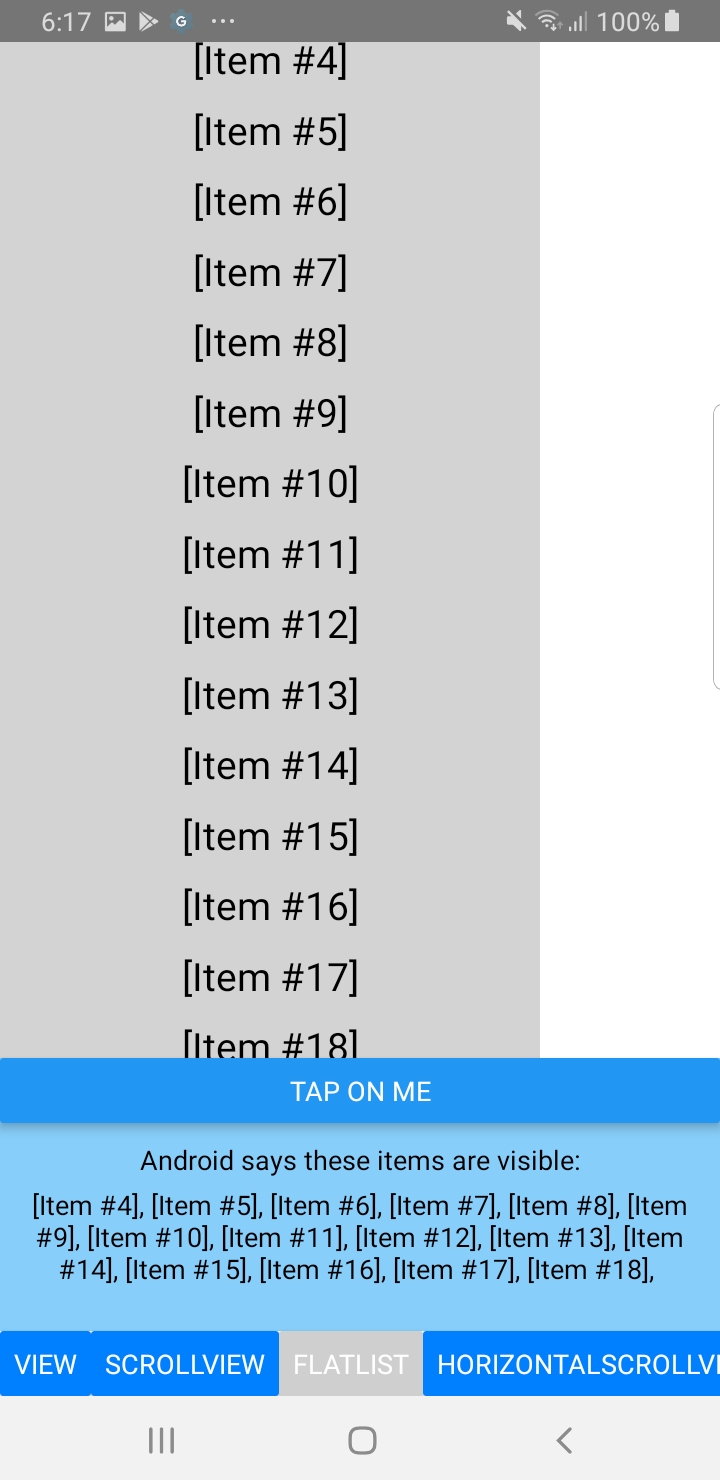 6:17 G 100%
[Item #4]
[Item #5]
[Item #6]
[Item #7]
[Item #8]
[Item #9]
[Item #10]
[Item #11]
[Item #12]
[Item #13]
[Item #14]
[Item #15]
[Item #16]
[Item #17]
[Item #18]
TAP ON ME
Android says these items are visible:
[Item #4], [Item #5], [Item #6], [Item #7], [Item #8], [Item
#9], [Item #10], [Item #11], [Item #12], [Item #13], [Item
#14], [Item #15], [Item #16], [Item #17], [Item #18],
VIEW SCROLLVIEW FLATLIST HORIZONTALSCROLLVI